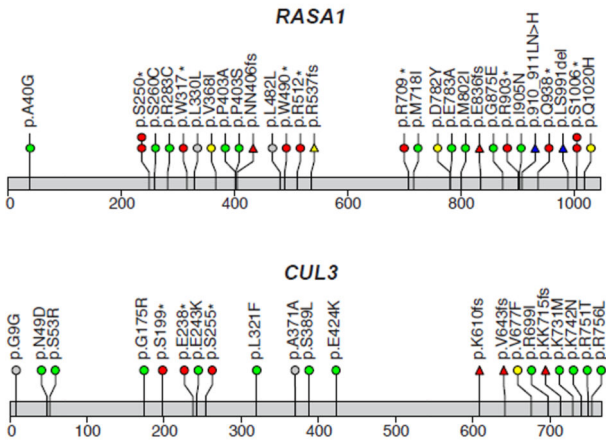 RASA1
p.A40G
p.S250*
p.S260C
p.R283C
p.W317*
p.L330L
p.V368I
p.P403A
p.P403S
p.NN406fs
p.L482L
p.W490*
p.R512*
p.R537fs
p.R709*
p.M718I
p.D782Y
p.E783A
p.M802I
p.E836fs
p.G875E
p.R903*
p.I905N
p.910_911LN>H
p.Q938*
p.LS991del
p.S1006*
p.Q1020H
0 200 400 600 800 1000
CUL3
p.G9G
p.N49D
p.S53R
p.G175R
p.S199*
p.E238*
p.E243K
p.S255*
p.L321F
p.A371A
p.S389L
p.E424K
p.K610fs
p.V643fs
p.V677F
p.R699I
p.KK715fs
p.K731M
p.K742N
p.R751T
p.R756L
0 100 200 300 400 500 600 700